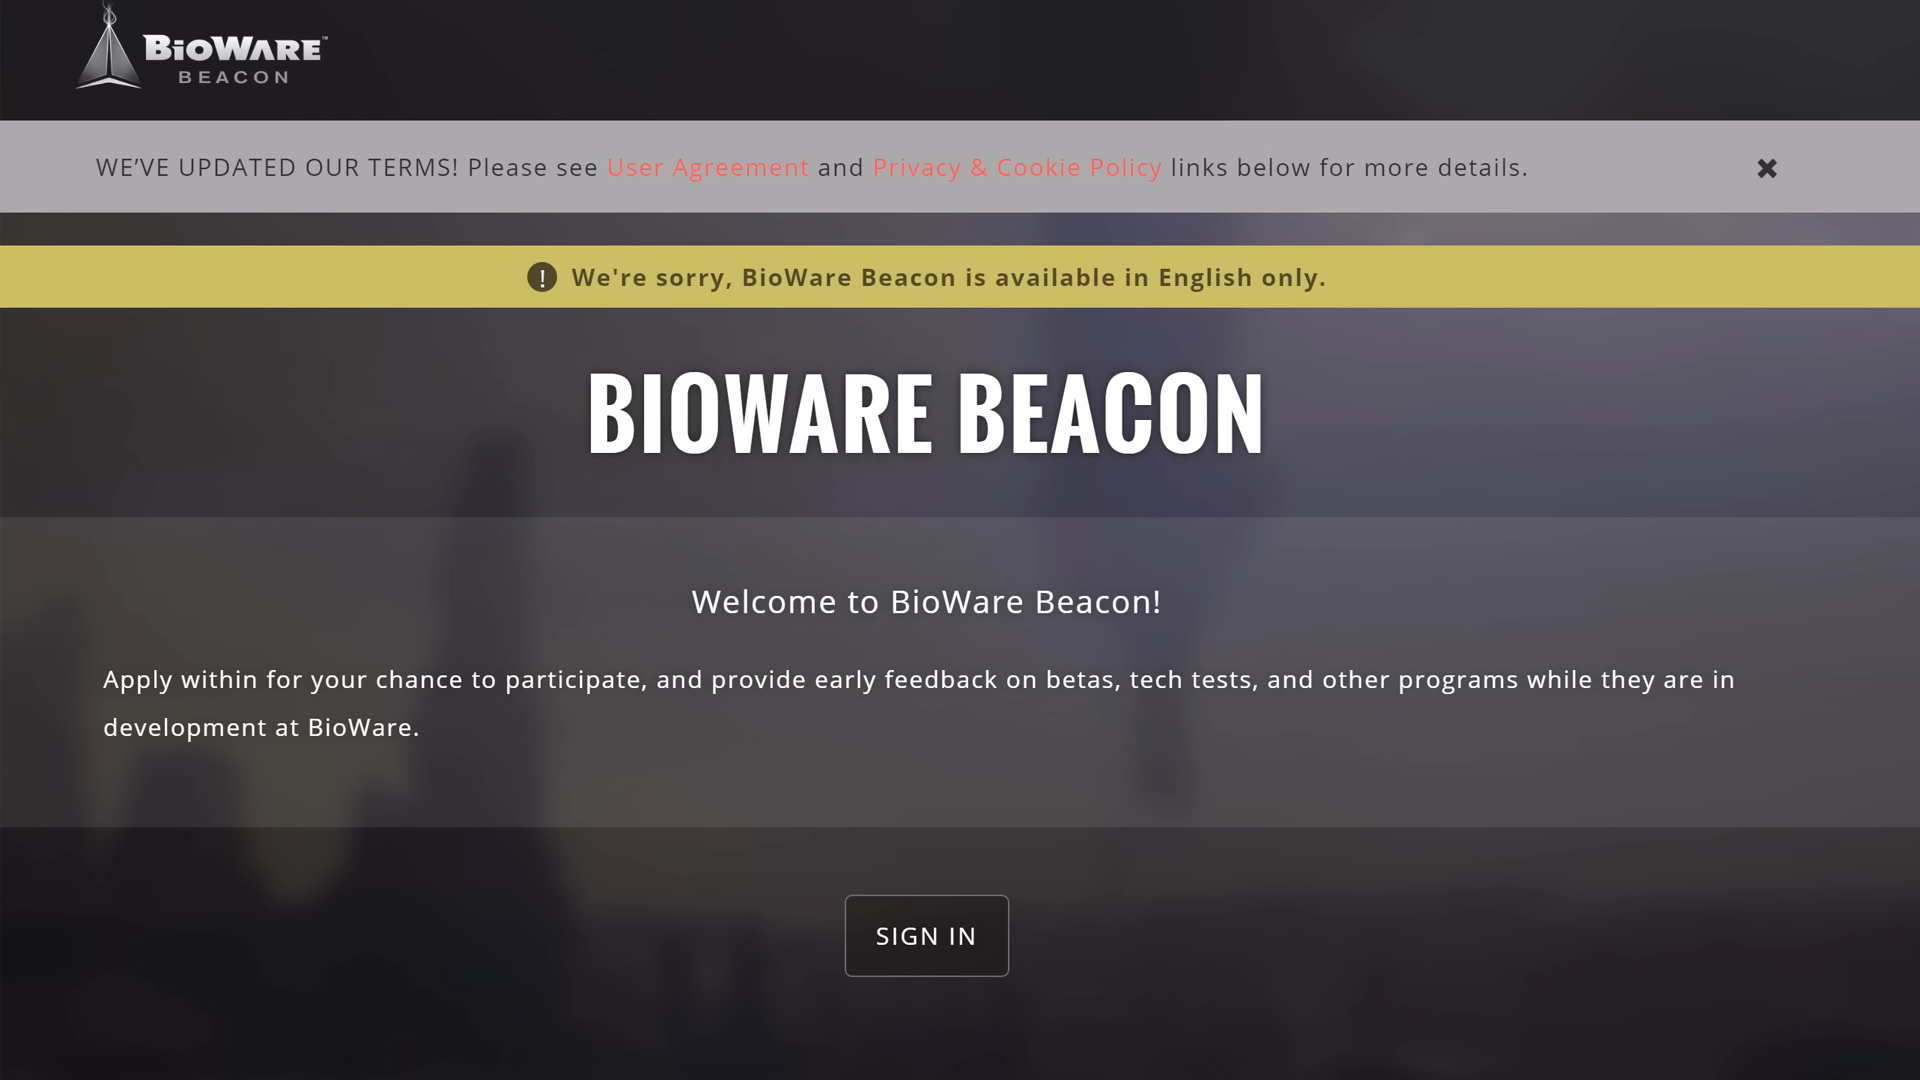 BIOWARE™
BEACON
WE’VE UPDATED OUR TERMS! Please see User Agreement and Privacy & Cookie Policy links below for more details.
We're sorry, BioWare Beacon is available in English only.
BIOWARE BEACON
Welcome to BioWare Beacon!
Apply within for your chance to participate, and provide early feedback on betas, tech tests, and other programs while they are in
development at BioWare.
SIGN IN